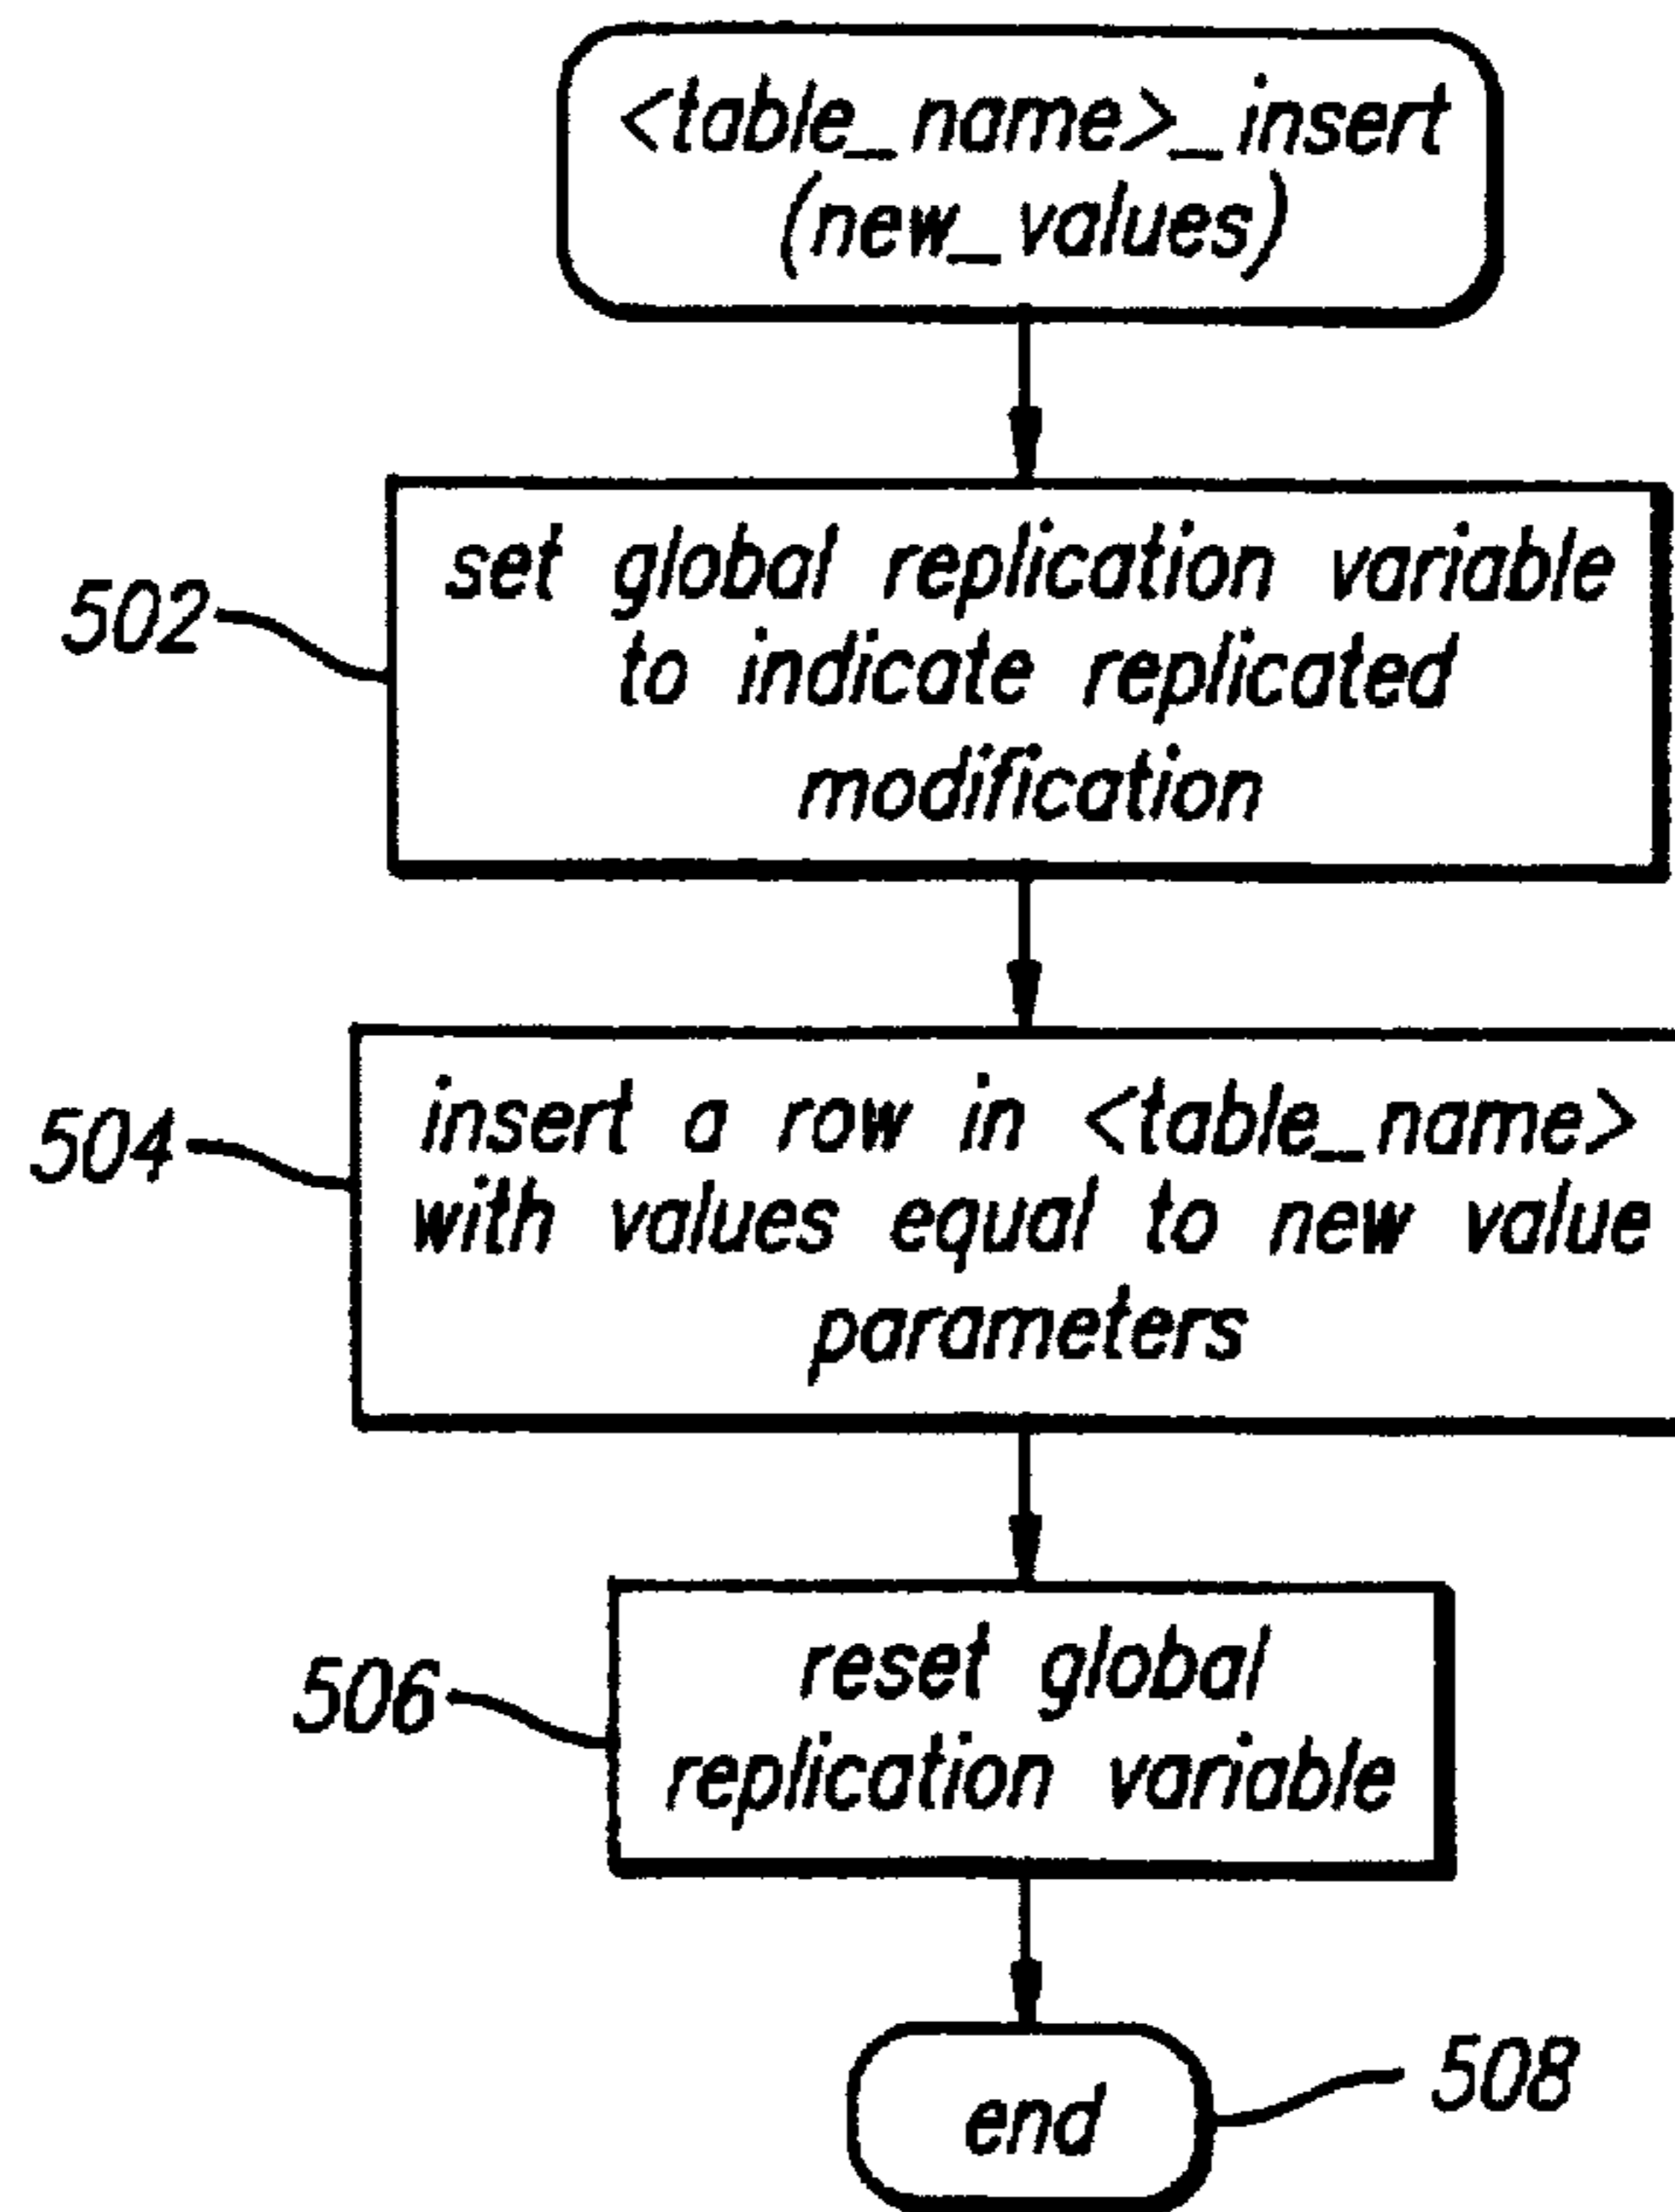 <table_name>_insert
(new_values)
502
set global replication variable
to indicate replicated
modification
504
insert a row in <table_name>
with values equal to new value
parameters
506
reset global
replication variable
end
508